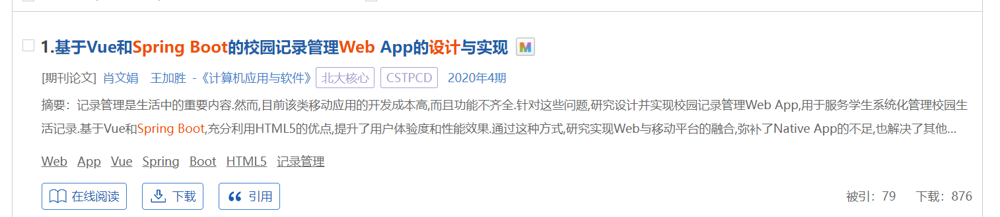 1.基于Vue和Spring Boot的校园记录管理Web App的设计与实现 M
[期刊论文] 肖文娟 王加胜 -《计算机应用与软件》 北大核心 CSTPCD 2020年4期
摘要：记录管理是生活中的重要内容.然而,目前该类移动应用的开发成本高,而且功能不齐全.针对这些问题,研究设计并实现校园记录管理Web App,用于服务学生系统化管理校园生
活记录.基于Vue和Spring Boot,充分利用HTML5的优点,提升了用户体验度和性能效果.通过这种方式,研究实现Web与移动平台的融合,弥补了Native App的不足,也解决了其他...
Web App Vue Spring Boot HTML5 记录管理
在线阅读 下载 引用 被引：79 下载：876